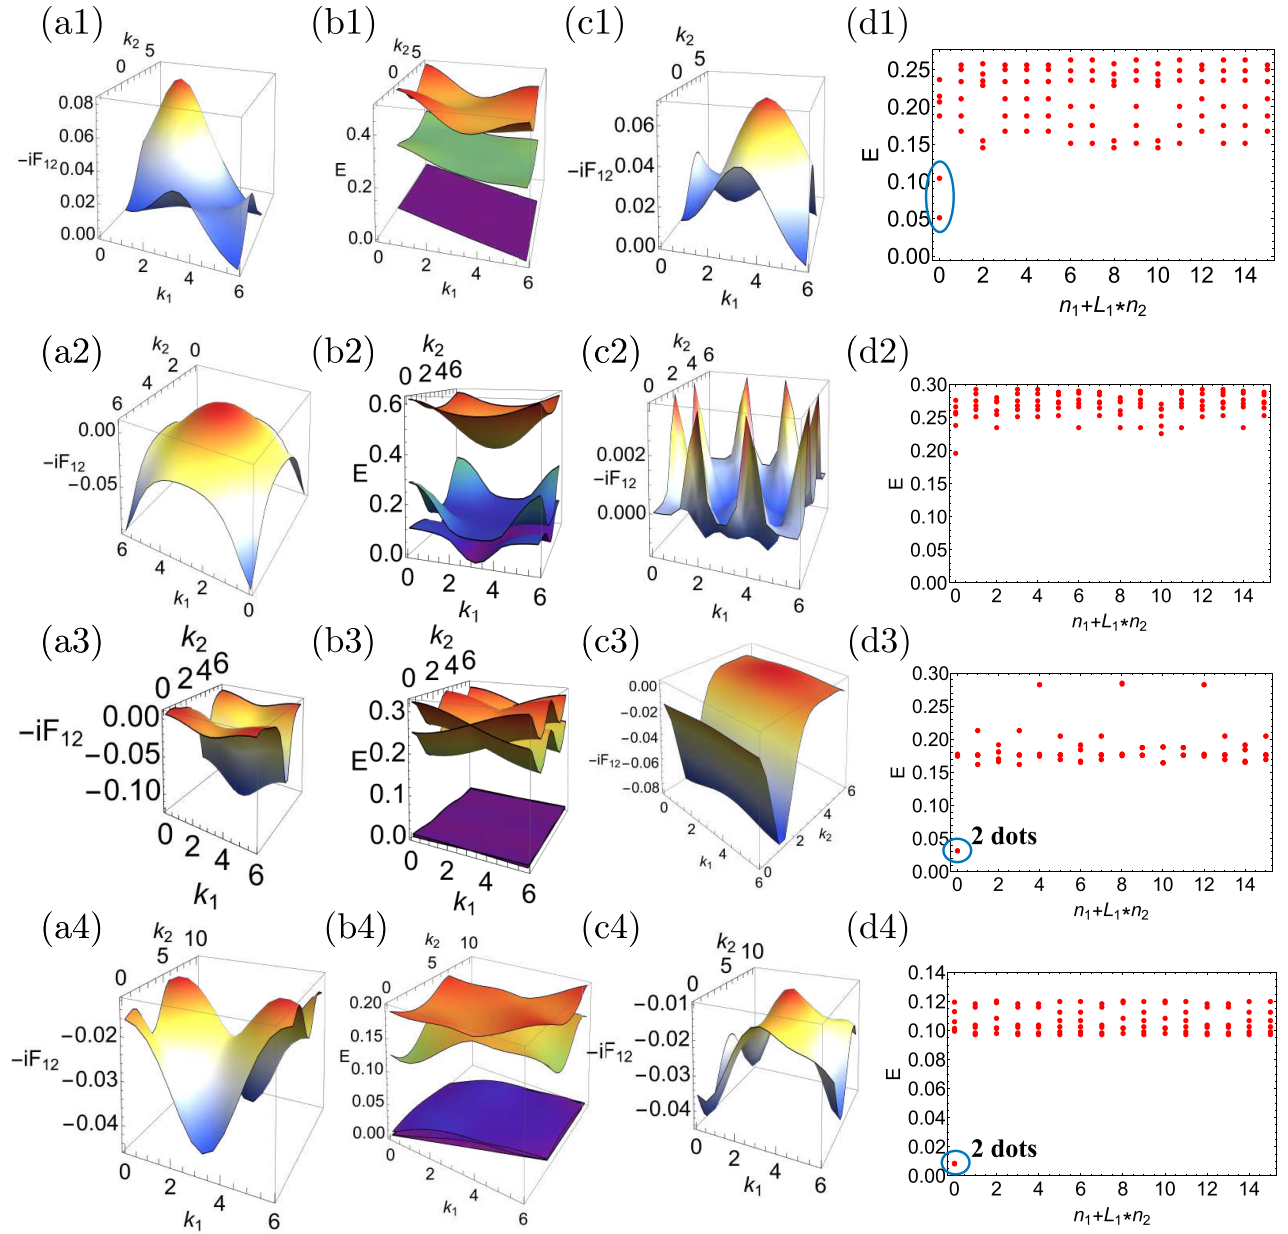 (a1)
k₂ 5
0
0.08
0.06
-iF₁₂ 0.04
0.02
0.00
0
2
4
6
k₁
(b1)
k₂ 5
0
0.4
E
0.2
0.0
0
2
4
6
k₁
(c1)
k₂
5
0
0.06
0.04
-iF₁₂
0.02
0.00
0
2
4
6
k₁
(d1)
0.25
0.20
E 0.15
0.10
0.05
0.00
0 2 4 6 8 10 12 14
n₁+L₁*n₂
(a2)
k₂ 0
2
4
6
0.00
-iF₁₂
-0.05
6
4
2
0
k₁
(b2)
k₂
0 2 4 6
0.6
0.4
E
0.2
0.0
0
2
4
6
k₁
(c2)
k₂ 6
4
2
0
0.002
-iF₁₂
0.000
0
2
4
6
k₁
(d2)
0.30
0.25
0.20
E 0.15
0.10
0.05
0.00
0 2 4 6 8 10 12 14
n₁+L₁*n₂
(a3)
k₂
0 2 4 6
0.00
-iF₁₂ -0.05
-0.10
0 2 4 6
k₁
(b3)
k₂
0 2 4 6
0.3
0.2
E
0.1
0.0
0 2 4 6
k₁
(c3)
0.00
-0.02
-0.04
-iF₁₂ -0.06
-0.08
0
2
4
6
k₁
0
2
4
6
k₂
(d3)
0.30
0.25
0.20
E 0.15
0.10
0.05
2 dots
0.00
0 2 4 6 8 10 12 14
n₁+L₁*n₂
(a4)
k₂ 10
5
0
-0.02
-iF₁₂ -0.03
-0.04
0
2
4
6
k₁
(b4)
k₂ 10
5
0
0.20
0.15
E 0.10
0.05
0.00
0
2
4
6
k₁
(c4)
k₂ 10
5
0
-0.01
-0.02
-iF₁₂
-0.03
-0.04
0
2
4
6
k₁
(d4)
0.14
0.12
0.10
0.08
E
0.06
0.04
0.02
2 dots
0.00
0 2 4 6 8 10 12 14
n₁+L₁*n₂